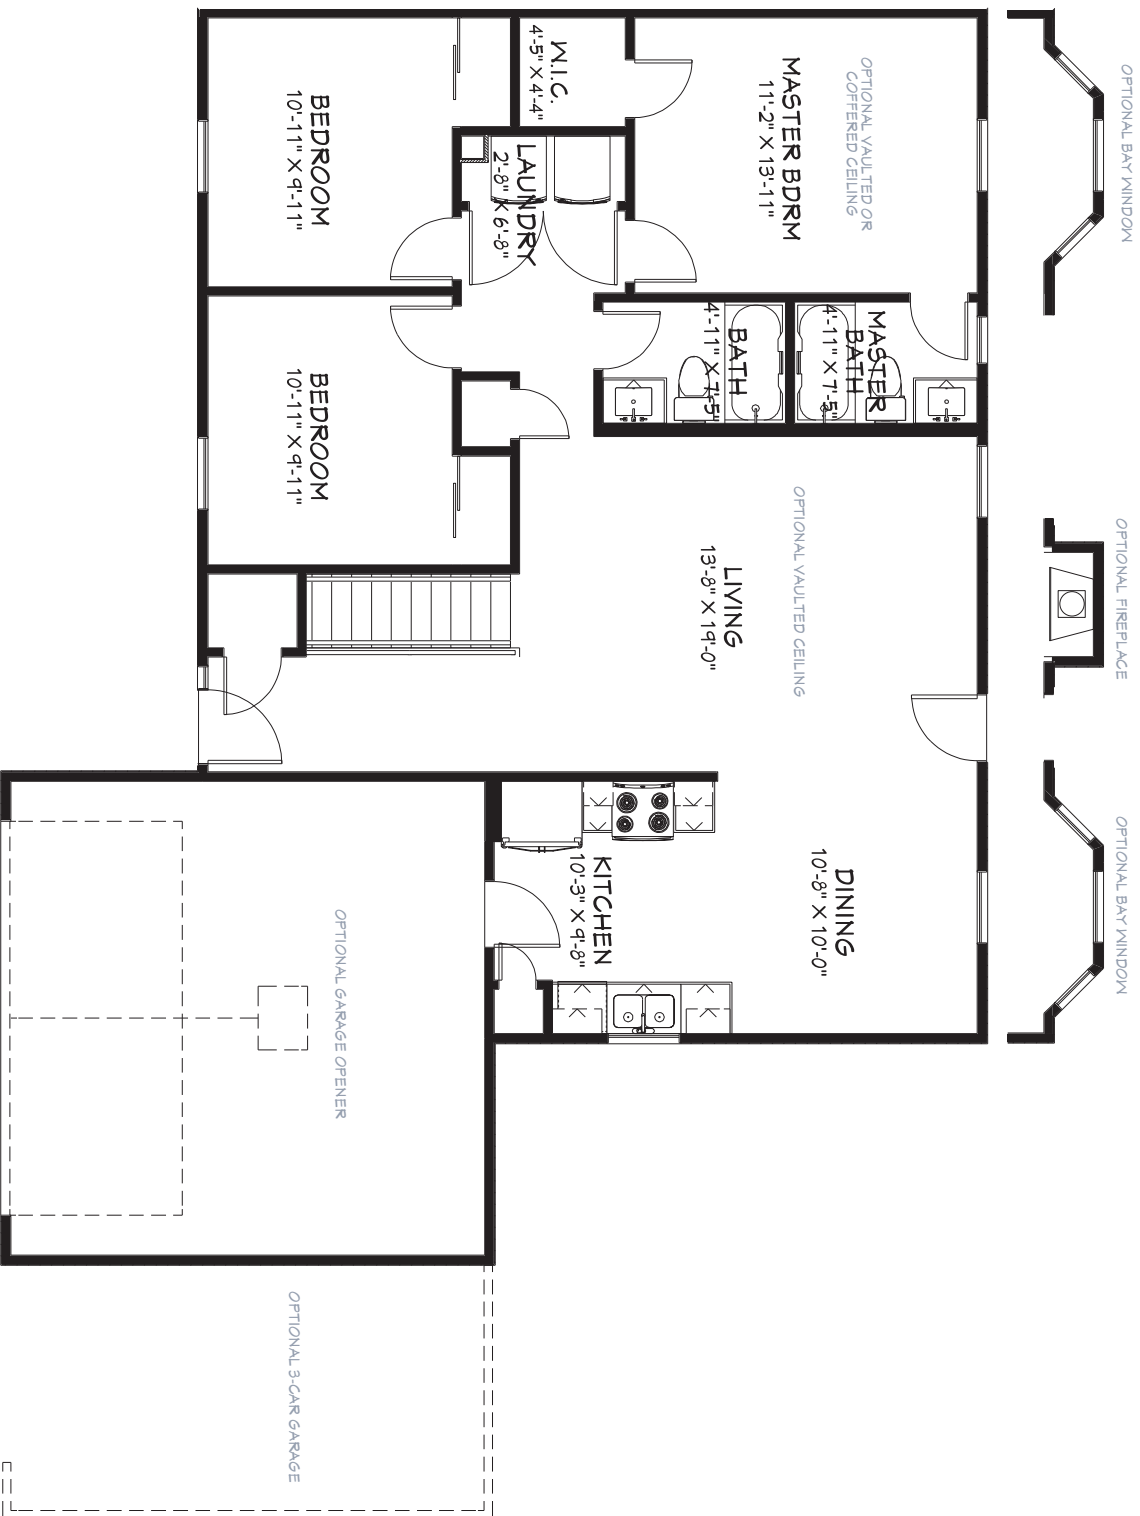 OPTIONAL BAY WINDOW
OPTIONAL FIREPLACE
OPTIONAL BAY WINDOW
OPTIONAL VAULTED OR
COFFERED CEILING
MASTER BDRM
11'-2" X 13'-11"
MASTER
BATH
4'-11" X 7'-5"
BATH
4'-11" X 7'-5"
OPTIONAL VAULTED CEILING
LIVING
13'-8" X 19'-0"
DINING
10'-8" X 10'-0"
KITCHEN
10'-3" X 9'-8"
W.I.C.
4'-5" X 4'-4"
LAUNDRY
2'-8" X 6'-8"
BEDROOM
10'-11" X 9'-11"
BEDROOM
10'-11" X 9'-11"
OPTIONAL GARAGE OPENER
OPTIONAL 3-CAR GARAGE